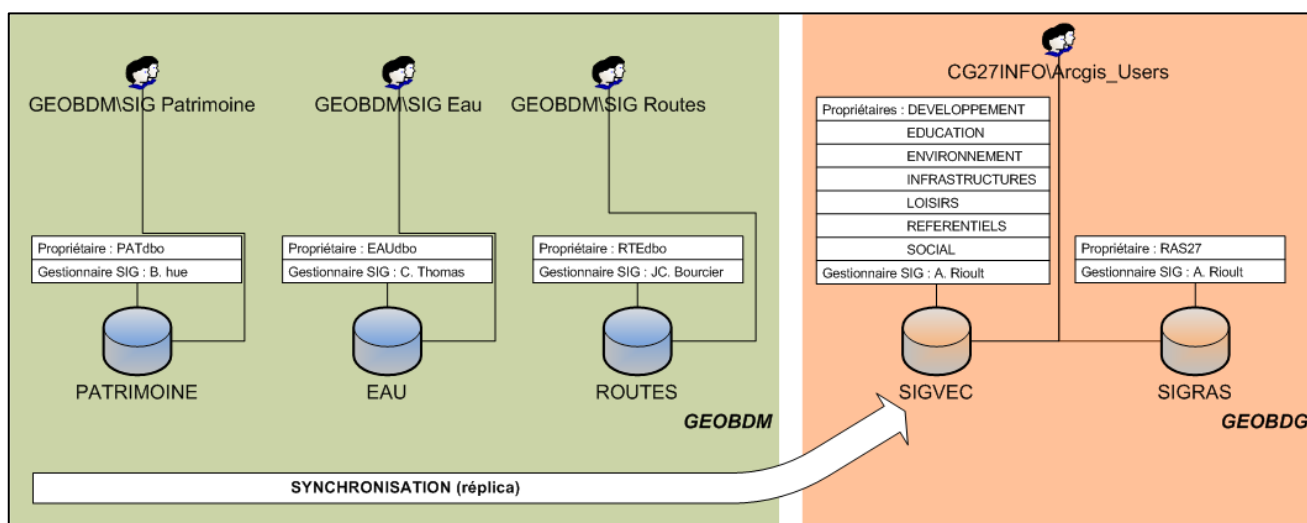 GEOBDM\SIG Patrimoine
GEOBDM\SIG Eau
GEOBDM\SIG Routes
Propriétaire : PATdbo
Gestionnaire SIG : B. hue
PATRIMOINE
Propriétaire : EAUdbo
Gestionnaire SIG : C. Thomas
EAU
Propriétaire : RTEdbo
Gestionnaire SIG : JC. Bourcier
ROUTES
GEOBDM
CG27INFO\Arcgis_Users
Propriétaires : DEVELOPPEMENT
EDUCATION
ENVIRONNEMENT
INFRASTRUCTURES
LOISIRS
REFERENTIELS
SOCIAL
Gestionnaire SIG : A. Rioult
SIGVEC
Propriétaire : RAS27
Gestionnaire SIG : A. Rioult
SIGRAS
GEOBDG
SYNCHRONISATION (réplica)